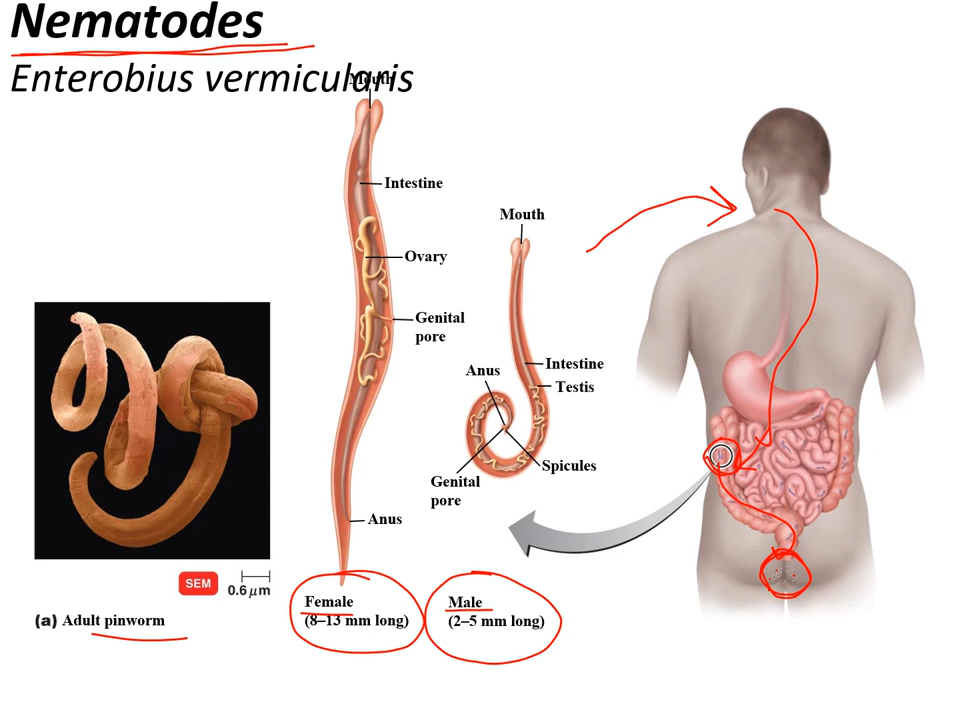 Nematodes
Enterobius vermicularis
Mouth
Intestine
Ovary
Genital
pore
Anus
Mouth
Intestine
Testis
Anus
Spicules
Genital
pore
SEM
0.6 μm
(a) Adult pinworm
Female
(8–13 mm long)
Male
(2–5 mm long)